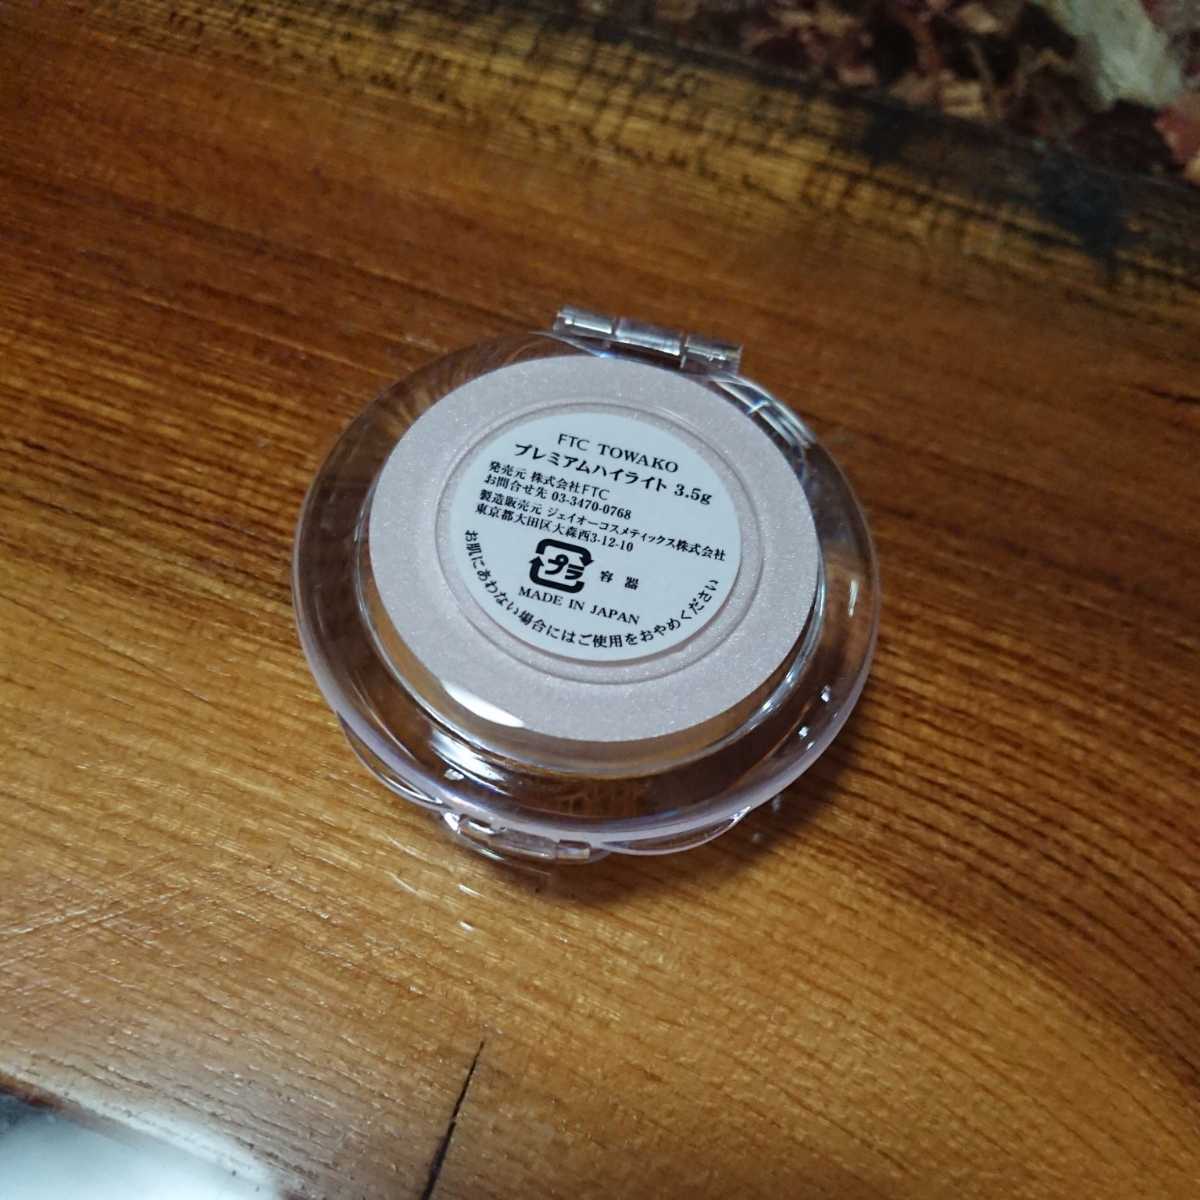 FTC TOWAKO
プレミアムハイライト 3.5g
発売元 株式会社FTC
お問合せ先 03-3470-0768
製造販売元 ジェイオーコスメティックス株式会社
東京都大田区大森西3-12-10
プラ 容器
MADE IN JAPAN
お肌にあわない場合にはご使用をおやめください